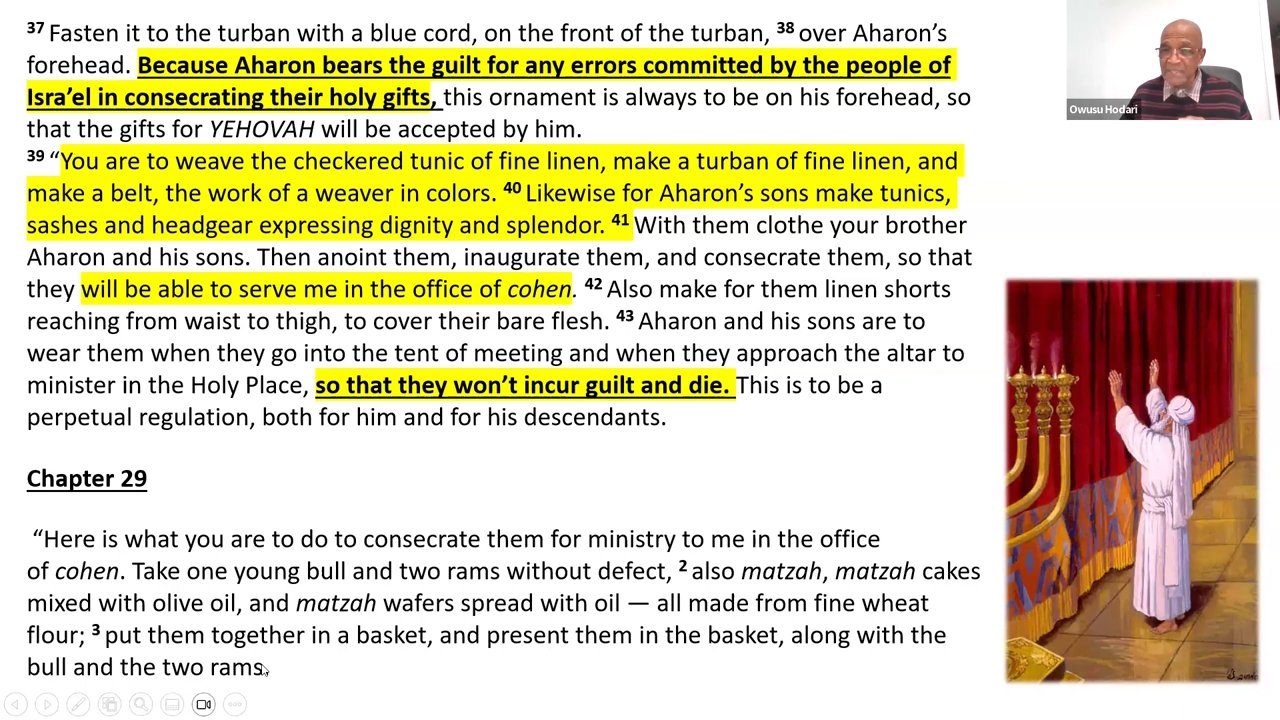 37 Fasten it to the turban with a blue cord, on the front of the turban, 38 over Aharon’s
forehead. Because Aharon bears the guilt for any errors committed by the people of
Isra’el in consecrating their holy gifts, this ornament is always to be on his forehead, so
that the gifts for YEHOVAH will be accepted by him.
39 “You are to weave the checkered tunic of fine linen, make a turban of fine linen, and
make a belt, the work of a weaver in colors. 40 Likewise for Aharon’s sons make tunics,
sashes and headgear expressing dignity and splendor. 41 With them clothe your brother
Aharon and his sons. Then anoint them, inaugurate them, and consecrate them, so that
they will be able to serve me in the office of cohen. 42 Also make for them linen shorts
reaching from waist to thigh, to cover their bare flesh. 43 Aharon and his sons are to
wear them when they go into the tent of meeting and when they approach the altar to
minister in the Holy Place, so that they won’t incur guilt and die. This is to be a
perpetual regulation, both for him and for his descendants.
Chapter 29
“Here is what you are to do to consecrate them for ministry to me in the office
of cohen. Take one young bull and two rams without defect, 2 also matzah, matzah cakes
mixed with olive oil, and matzah wafers spread with oil — all made from fine wheat
flour; 3 put them together in a basket, and present them in the basket, along with the
bull and the two rams.
Owusu Hodari